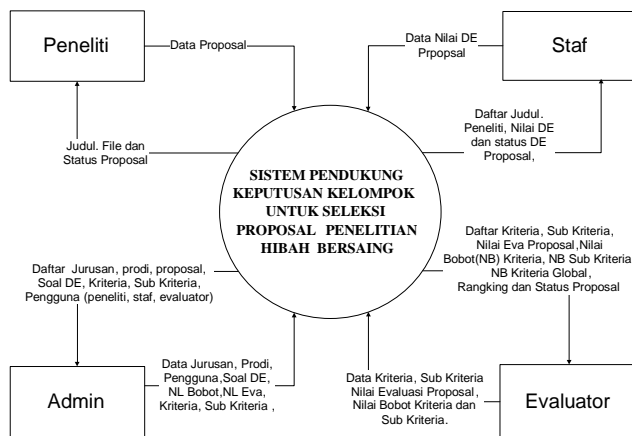 Peneliti
Data Proposal
Data Nilai DE
Prpopsal
Staf
Judul. File dan
Status Proposal
Daftar Judul.
Peneliti, Nilai DE
dan status DE
Proposal,
SISTEM PENDUKUNG
KEPUTUSAN KELOMPOK
UNTUK SELEKSI
PROPOSAL PENELITIAN
HIBAH BERSAING
Daftar Jurusan, prodi, proposal,
Soal DE, Kriteria, Sub Kriteria,
Pengguna (peneliti, staf, evaluator)
Daftar Kriteria, Sub Kriteria,
Nilai Eva Proposal,Nilai
Bobot(NB) Kriteria, NB Sub Kriteria
NB Kriteria Global,
Rangking dan Status Proposal
Admin
Data Jurusan, Prodi,
Pengguna,Soal DE,
NL Bobot,NL Eva,
Kriteria, Sub Kriteria ,
Data Kriteria, Sub Kriteria
Nilai Evaluasi Proposal,
Nilai Bobot Kriteria dan
Sub Kriteria.
Evaluator